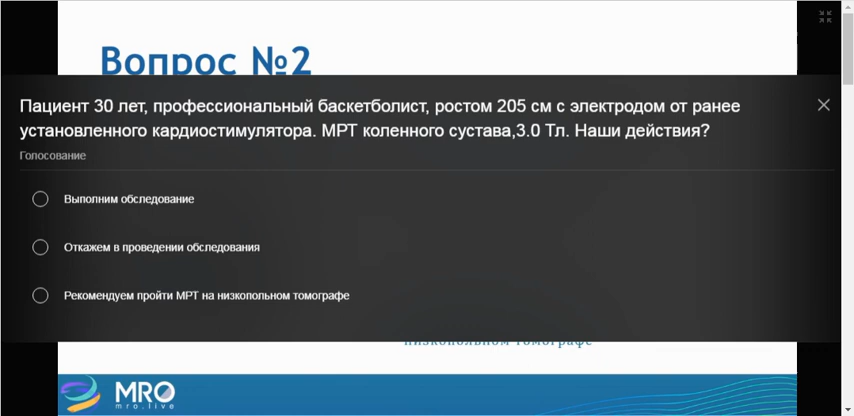 Вопрос №2
Пациент 30 лет, профессиональный баскетболист, ростом 205 см с электродом от ранее
установленного кардиостимулятора. МРТ коленного сустава,3.0 Тл. Наши действия?
Голосование
Выполним обследование
Откажем в проведении обследования
Рекомендуем пройти МРТ на низкопольном томографе
низкопольном томографе
MRO
mro.live